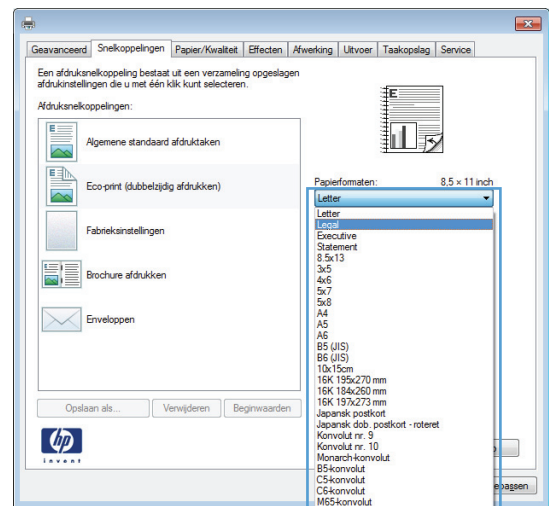 Geavanceerd Snelkoppelingen Papier/Kwaliteit Effecten Afwerking Uitvoer Taakopslag Service
Een afdruksnelkoppeling bestaat uit een verzameling opgeslagen
afdrukinstellingen die u met één klik kunt selecteren.
Afdruksnelkoppelingen:
Algemene standaard afdruktaken
Eco-print (dubbelzijdig afdrukken)
Fabrieksinstellingen
Brochure afdrukken
Enveloppen
Opslaan als... Verwijderen Beginwaarden
hp
invent
Papierformaten: 8,5 × 11 inch
Letter
Letter
Legal
Executive
Statement
8.5x13
3x5
4x6
5x7
5x8
A4
A5
A6
B5 (JIS)
B6 (JIS)
10x15cm
16K 195x270 mm
16K 184x260 mm
16K 197x273 mm
Japansk postkort
Japansk dob. postkort - roteret
Konvolut nr. 9
Konvolut nr. 10
Monarch-konvolut
B5-konvolut
C5-konvolut
C6-konvolut
M65-konvolut